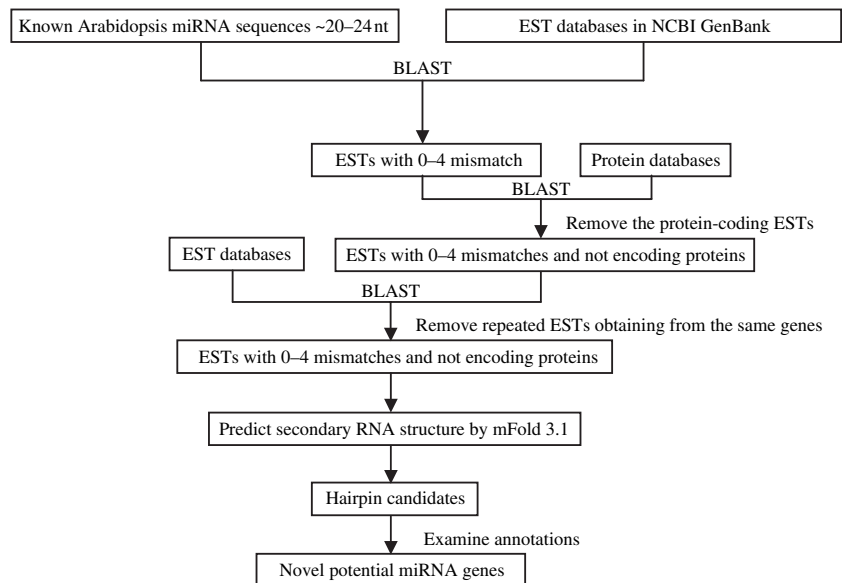 Known Arabidopsis miRNA sequences ~20–24 nt
EST databases in NCBI GenBank
BLAST
ESTs with 0–4 mismatch
Protein databases
BLAST
Remove the protein-coding ESTs
EST databases
ESTs with 0–4 mismatches and not encoding proteins
BLAST
Remove repeated ESTs obtaining from the same genes
ESTs with 0–4 mismatches and not encoding proteins
Predict secondary RNA structure by mFold 3.1
Hairpin candidates
Examine annotations
Novel potential miRNA genes